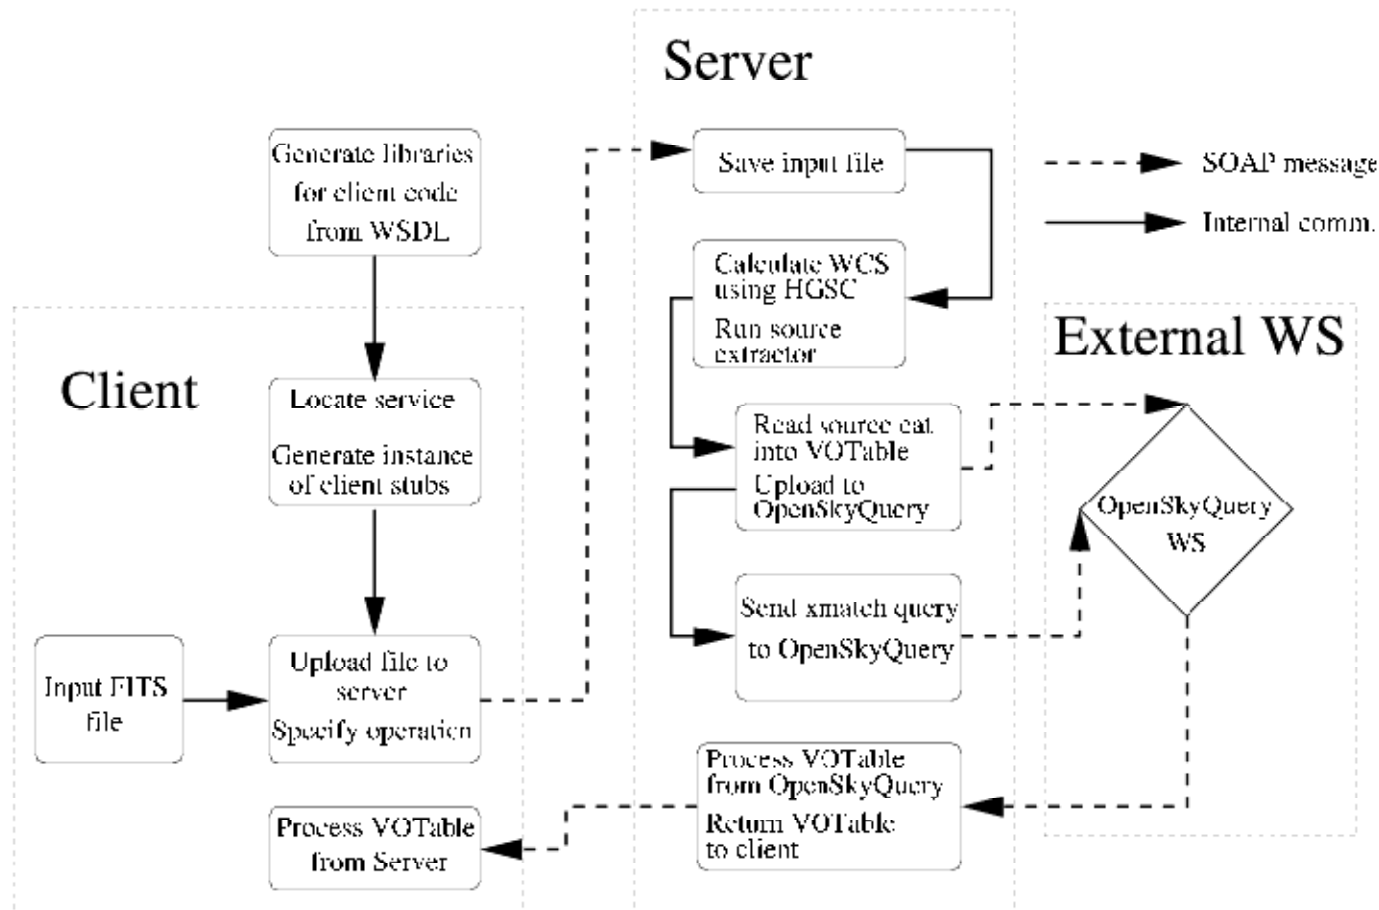 Server
Generate libraries
for client code
from WSDL
Save input file
SOAP message
Internal comm.
Calculate WCS
using HGSC
Run source
extractor
External WS
Client
Locate service
Generate instance
of client stubs
Read source cat
into VOTable
Upload to
OpenSkyQuery
OpenSkyQuery
WS
Send xmatch query
to OpenSkyQuery
Input FITS
file
Upload file to
server
Specify operation
Process VOTable
from OpenSkyQuery
Return VOTable
to client
Process VOTable
from Server